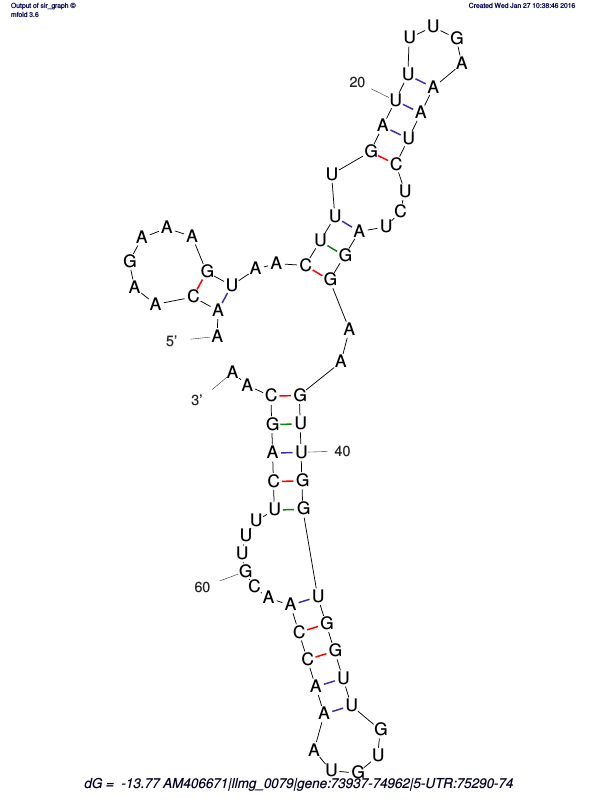 Output of sir_graph ©
mfold 3.6
Created Wed Jan 27 10:38:46 2016
5'
A A C A A G A A A G U A A C U U U G A U
20
U U U G A A A U C U C U A G G A A G U U
40
G G U G G U U G U G U A A A C C A A C G
60
U U U U C A G C A A
3'
dG = -13.77 AM406671|llmg_0079|gene:73937-74962|5-UTR:75290-74